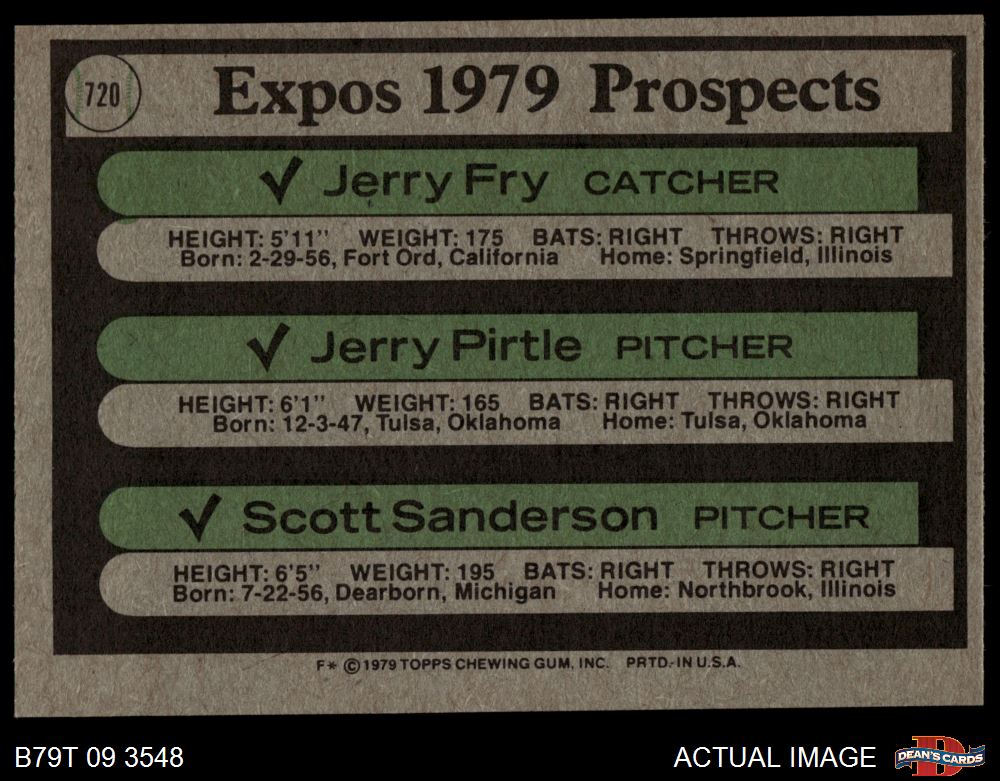 720
Expos 1979 Prospects
✓ Jerry Fry CATCHER
HEIGHT: 5'11" WEIGHT: 175 BATS: RIGHT THROWS: RIGHT
Born: 2-29-56, Fort Ord, California Home: Springfield, Illinois
✓ Jerry Pirtle PITCHER
HEIGHT: 6'1" WEIGHT: 165 BATS: RIGHT THROWS: RIGHT
Born: 12-3-47, Tulsa, Oklahoma Home: Tulsa, Oklahoma
✓ Scott Sanderson PITCHER
HEIGHT: 6'5" WEIGHT: 195 BATS: RIGHT THROWS: RIGHT
Born: 7-22-56, Dearborn, Michigan Home: Northbrook, Illinois
F* © 1979 TOPPS CHEWING GUM, INC. PRTD. IN U.S.A.
B79T 09 3548 ACTUAL IMAGE
D
DEAN'S CARDS